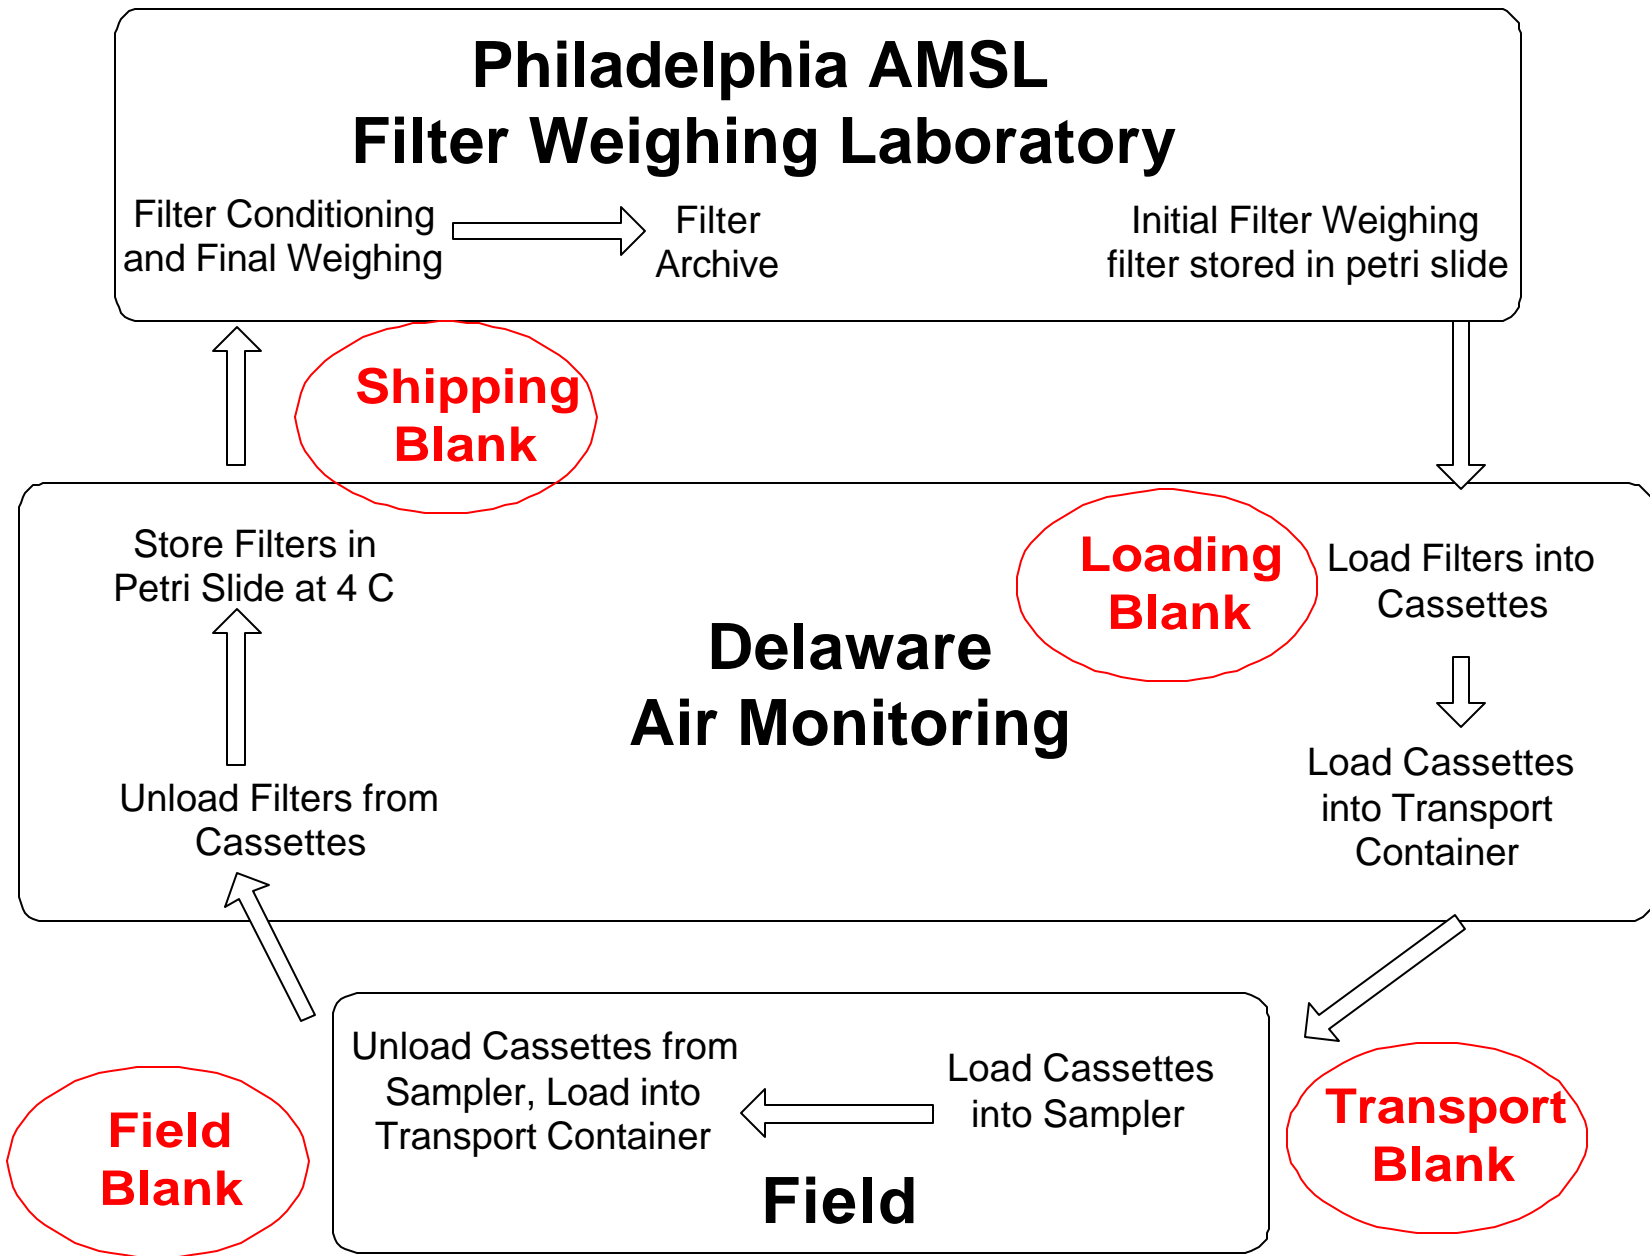 Philadelphia AMSL
Filter Weighing Laboratory
Filter Conditioning
and Final Weighing
Filter
Archive
Initial Filter Weighing
filter stored in petri slide
Shipping
Blank
Store Filters in
Petri Slide at 4 C
Loading
Blank
Load Filters into
Cassettes
Delaware
Air Monitoring
Unload Filters from
Cassettes
Load Cassettes
into Transport
Container
Unload Cassettes from
Sampler, Load into
Transport Container
Load Cassettes
into Sampler
Field
Field
Blank
Transport
Blank